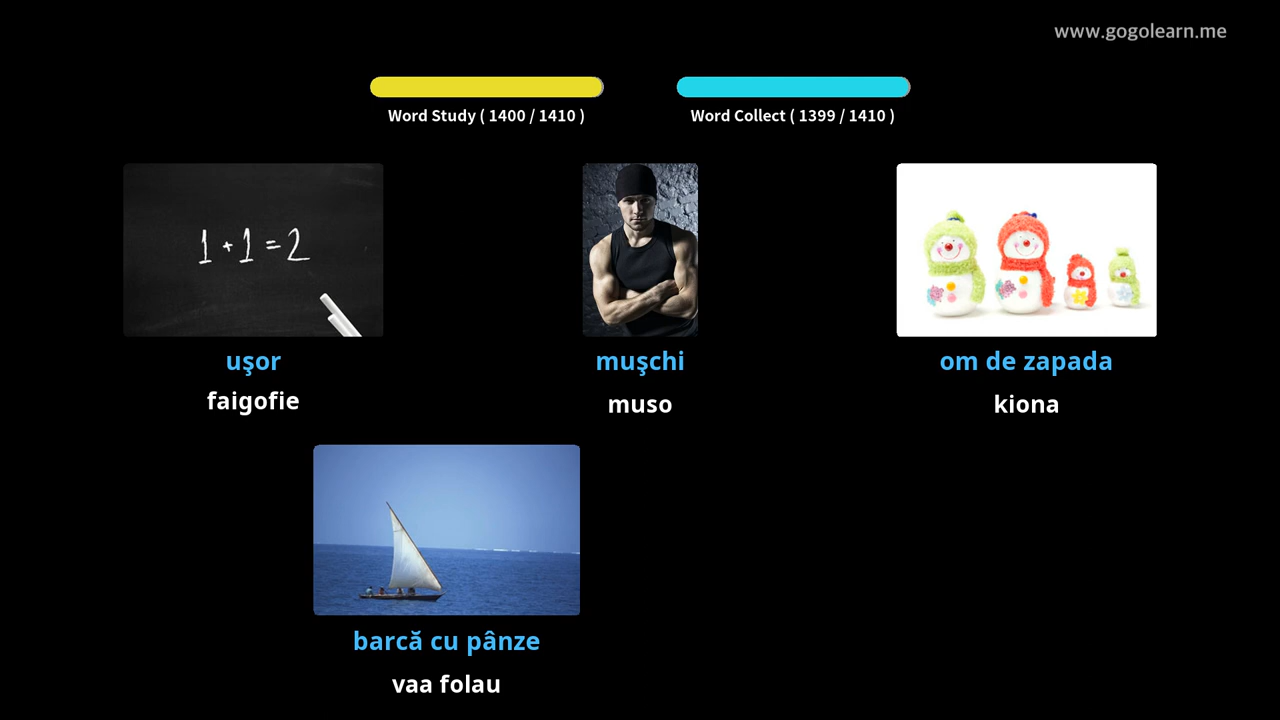 www.gogolearn.me
Word Study ( 1400 / 1410 )
Word Collect ( 1399 / 1410 )
1 + 1 = 2
uşor
muşchi
om de zapada
faigofie
muso
kiona
barcă cu pânze
vaa folau